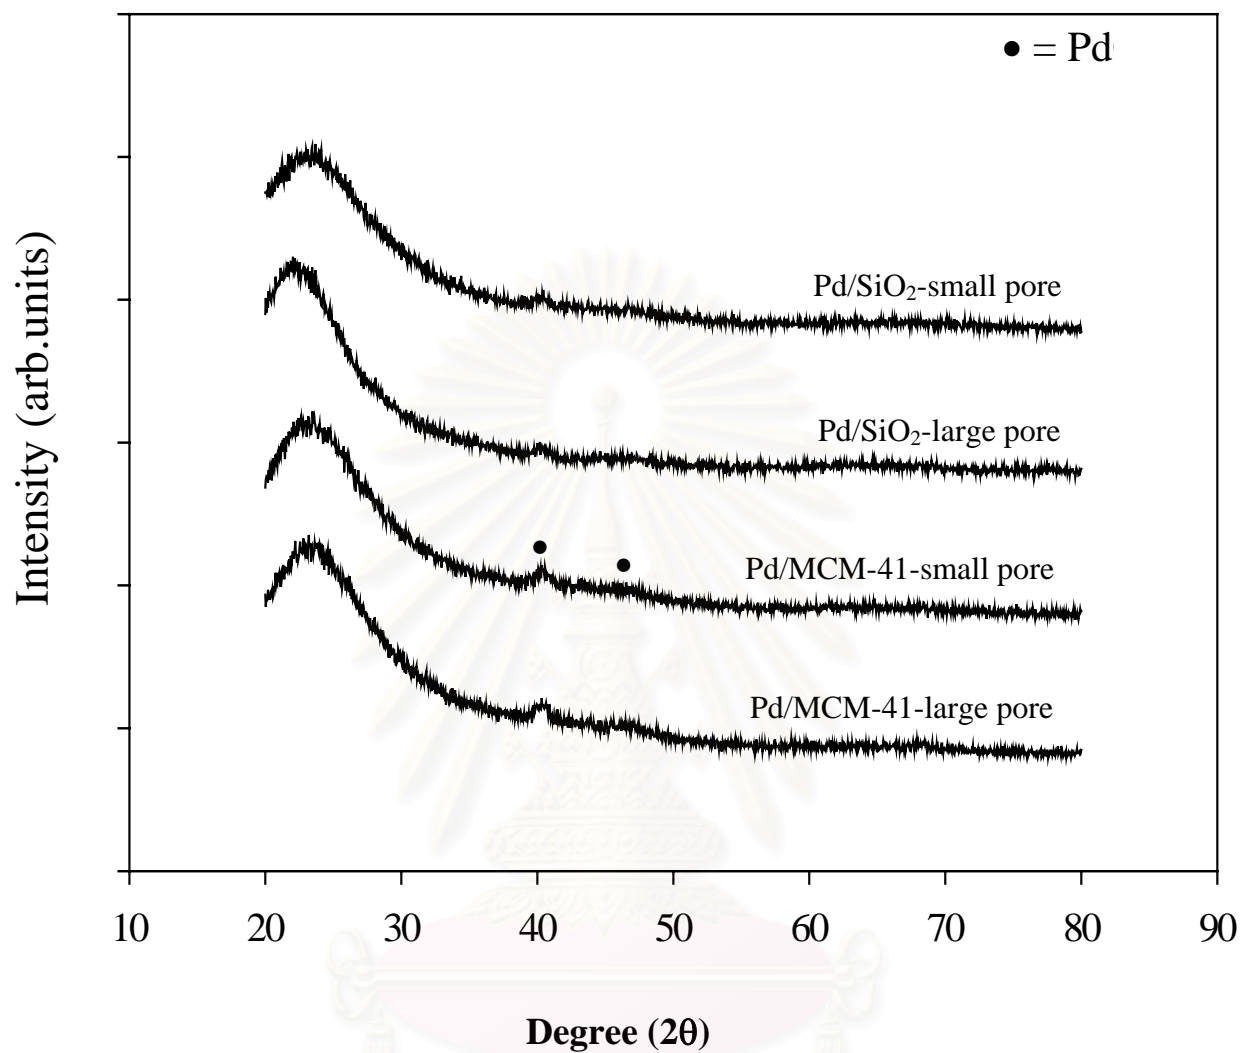 ● = Pd
Intensity (arb.units)
Pd/SiO₂-small pore
Pd/SiO₂-large pore
Pd/MCM-41-small pore
Pd/MCM-41-large pore
10 20 30 40 50 60 70 80 90
Degree (2θ)